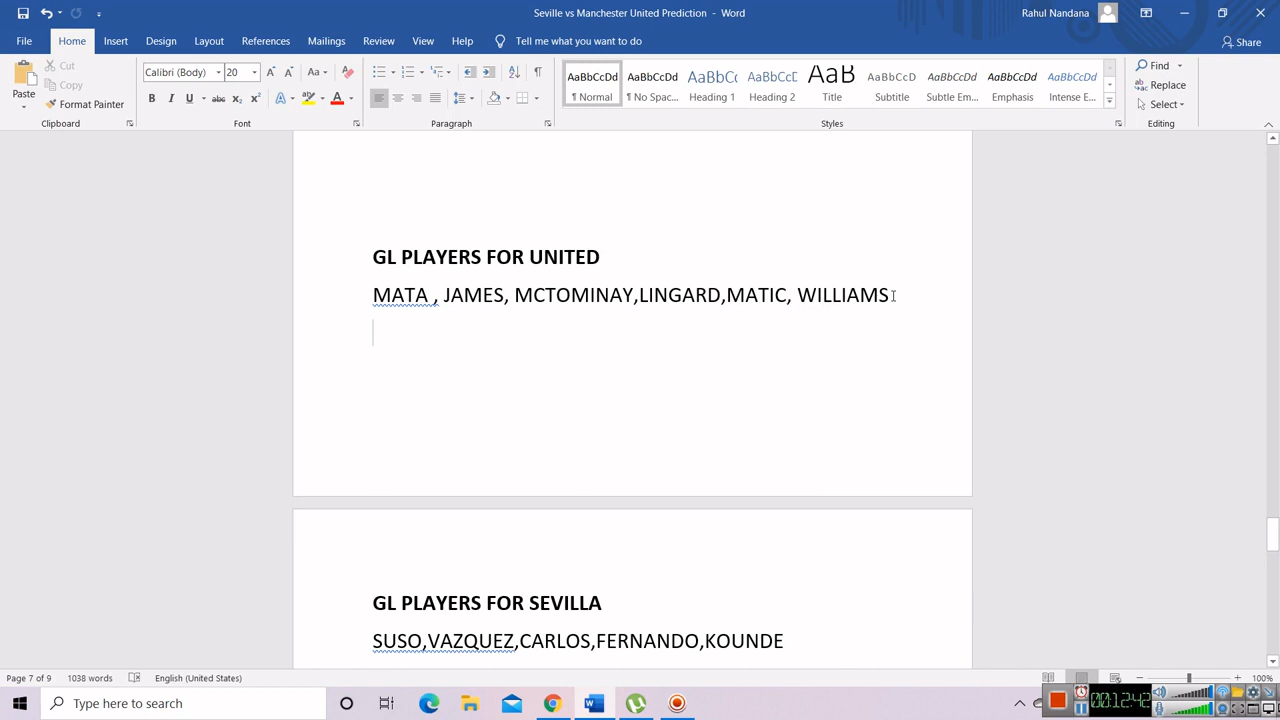 Seville vs Manchester United Prediction - Word
Rahul Nandana
File Home Insert Design Layout References Mailings Review View Help Tell me what you want to do Share
Paste
Cut
Copy
Format Painter
Calibri (Body) 20
AaBbCcDd AaBbCcDd AaBbCc AaBbCcD AaB AaBbCcD AaBbCcDd AaBbCcDd AaBbCcDd
¶ Normal ¶ No Spac... Heading 1 Heading 2 Title Subtitle Subtle Em... Emphasis Intense E...
Find
Replace
Select
Clipboard Font Paragraph Styles Editing
GL PLAYERS FOR UNITED
MATA , JAMES, MCTOMINAY,LINGARD,MATIC, WILLIAMS
GL PLAYERS FOR SEVILLA
SUSO,VAZQUEZ,CARLOS,FERNANDO,KOUNDE
Page 7 of 9 1038 words English (United States) 100%
Type here to search
00:12:42